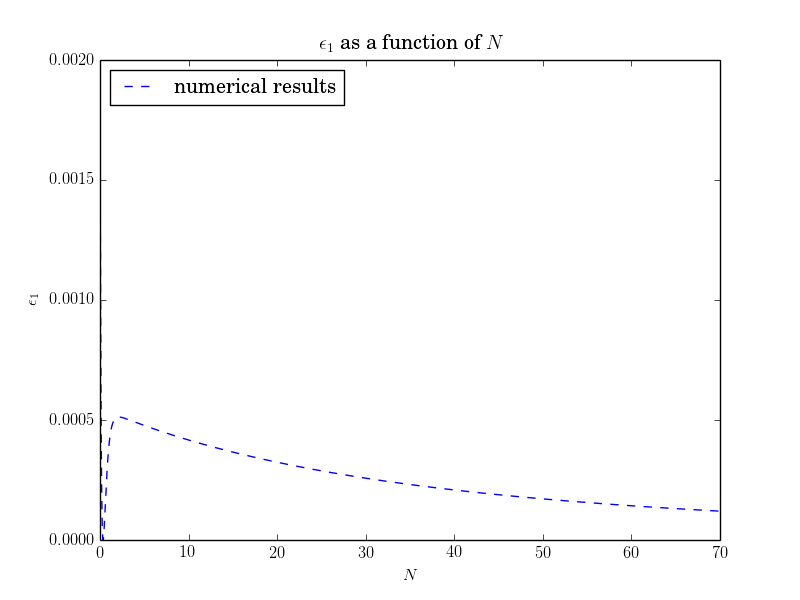 ϵ₁ as a function of N
numerical results
0.0020
0.0015
0.0010
0.0005
0.0000
ϵ₁
0 10 20 30 40 50 60 70
N